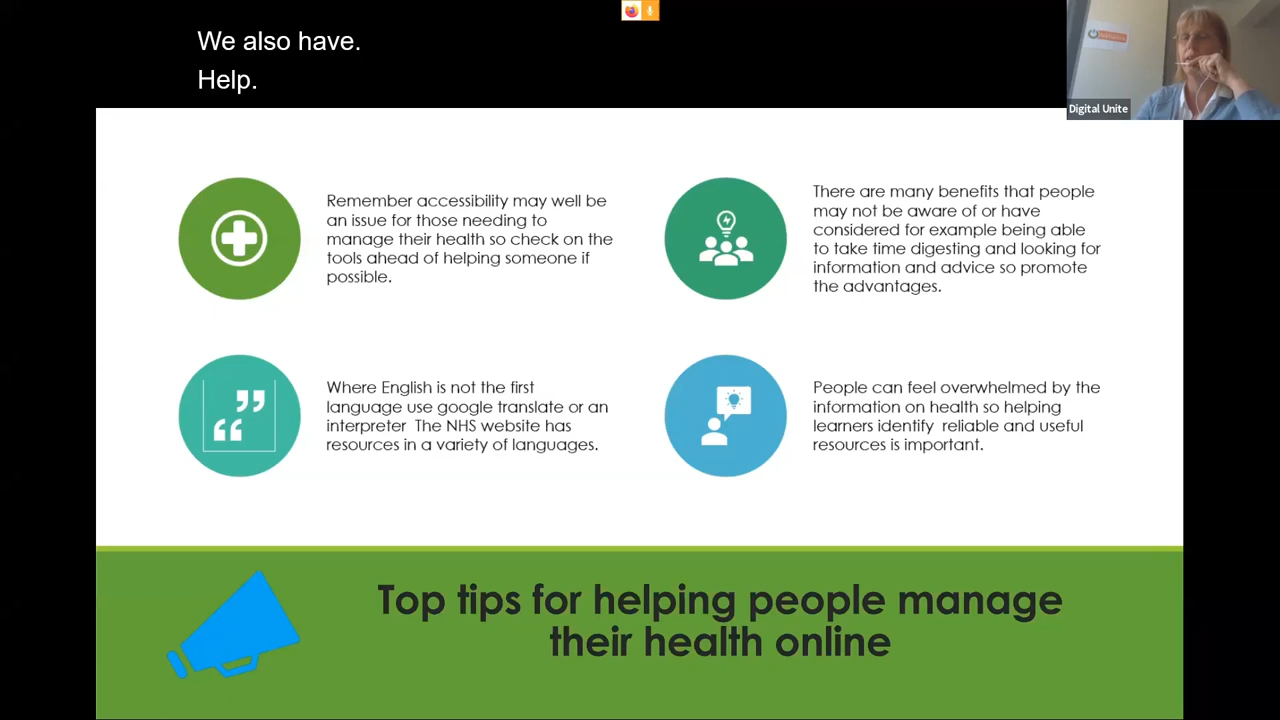 We also have.
Help.
Digital Unite
Remember accessibility may well be
an issue for those needing to
manage their health so check on the
tools ahead of helping someone if
possible.
There are many benefits that people
may not be aware of or have
considered for example being able
to take time digesting and looking for
information and advice so promote
the advantages.
Where English is not the first
language use google translate or an
interpreter The NHS website has
resources in a variety of languages.
People can feel overwhelmed by the
information on health so helping
learners identify reliable and useful
resources is important.
Top tips for helping people manage
their health online